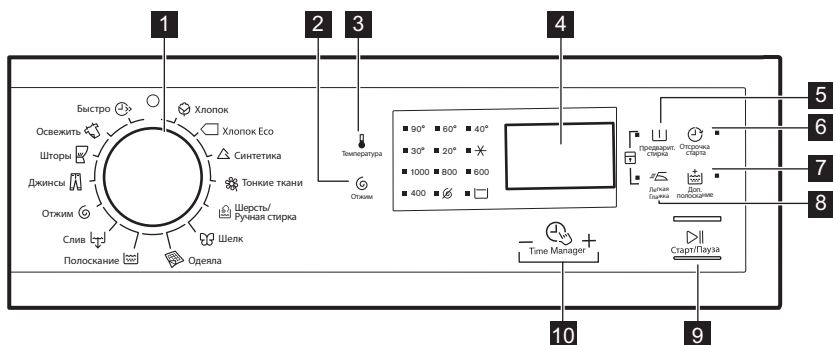 1
2
3
4
5
6
7
8
9
10
Быстро
Освежить
Шторы
Джинсы
Отжим
Слив
Полоскание
Хлопок
Хлопок Eco
Синтетика
Тонкие ткани
Шерсть/
Ручная стирка
Шелк
Одеяла
Температура
Отжим
90° 60° 40°
30° 20°
1000 800 600
400
Time Manager
Предварит.
стирка
Отсрочка
старта
Легкая
Глажка
Доп.
полоскание
Старт/Пауза